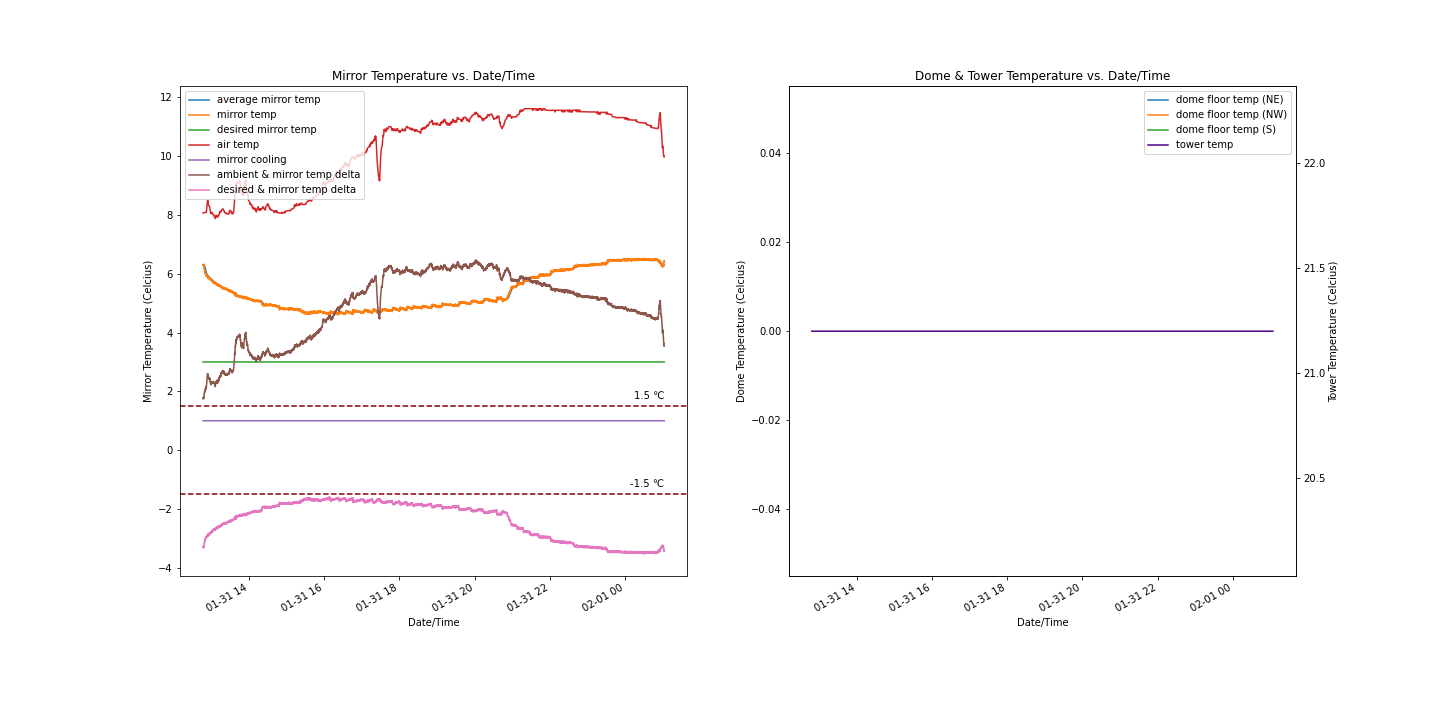 Mirror Temperature vs. Date/Time
Mirror Temperature (Celcius)
12
10
8
6
4
2
0
−2
−4
average mirror temp
mirror temp
desired mirror temp
air temp
mirror cooling
ambient & mirror temp delta
desired & mirror temp delta
1.5 °C
-1.5 °C
01-31 14
01-31 16
01-31 18
01-31 20
01-31 22
02-01 00
Date/Time
Dome & Tower Temperature vs. Date/Time
Dome Temperature (Celcius)
0.04
0.02
0.00
−0.02
−0.04
dome floor temp (NE)
dome floor temp (NW)
dome floor temp (S)
tower temp
22.0
21.5
21.0
20.5
Tower Temperature (Celcius)
01-31 14
01-31 16
01-31 18
01-31 20
01-31 22
02-01 00
Date/Time